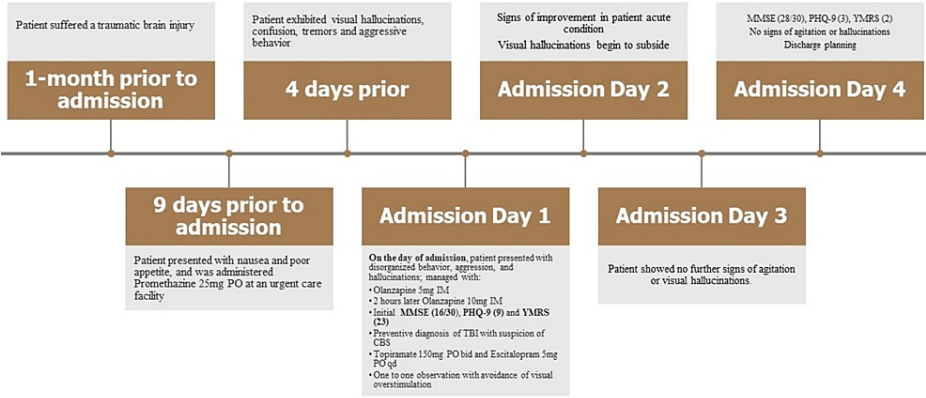 Patient suffered a traumatic brain injury
1-month prior to
admission
9 days prior to
admission
Patient presented with nausea and poor
appetite, and was administered
Promethazine 25mg PO at an urgent care
facility
Patient exhibited visual hallucinations,
confusion, tremors and aggressive
behavior
4 days prior
Admission Day 1
On the day of admission, patient presented with
disorganized behavior, aggression, and
hallucinations; managed with:
• Olanzapine 5mg IM
• 2 hours later Olanzapine 10mg IM
• Initial MMSE (16/30), PHQ-9 (9) and YMRS
(23)
• Preventive diagnosis of TBI with suspicion of
CBS
• Topiramate 150mg PO bid and Escitalopram 5mg
PO qd
• One to one observation with avoidance of visual
overstimulation
Signs of improvement in patient acute
condition
Visual hallucinations begin to subside
Admission Day 2
Admission Day 3
Patient showed no further signs of agitation
or visual hallucinations.
MMSE (28/30), PHQ-9 (3), YMRS (2)
No signs of agitation or hallucinations
Discharge planning
Admission Day 4